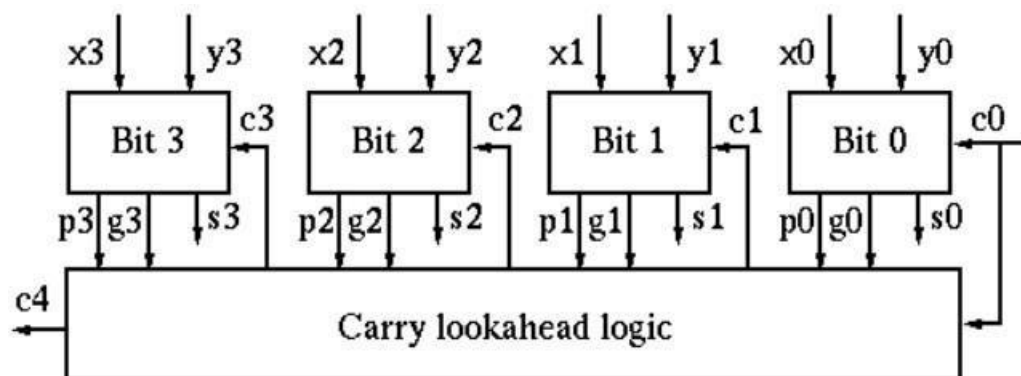 x3 y3 x2 y2 x1 y1 x0 y0
Bit 3 c3 Bit 2 c2 Bit 1 c1 Bit 0 c0
p3 g3 s3 p2 g2 s2 p1 g1 s1 p0 g0 s0
c4
Carry lookahead logic